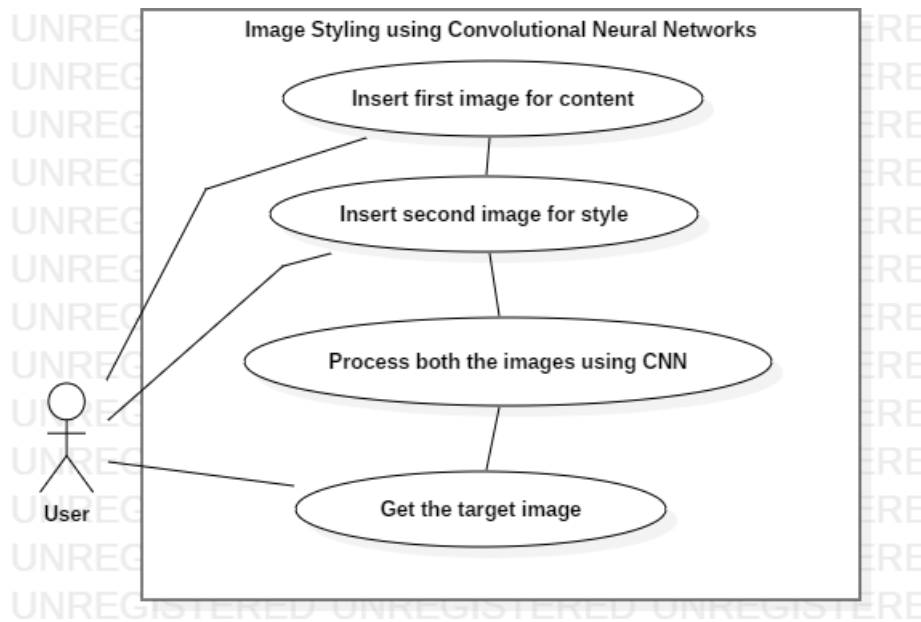 Image Styling using Convolutional Neural Networks
Insert first image for content
Insert second image for style
Process both the images using CNN
Get the target image
User
UNREGISTERED UNREGISTERED UNREGISTERED